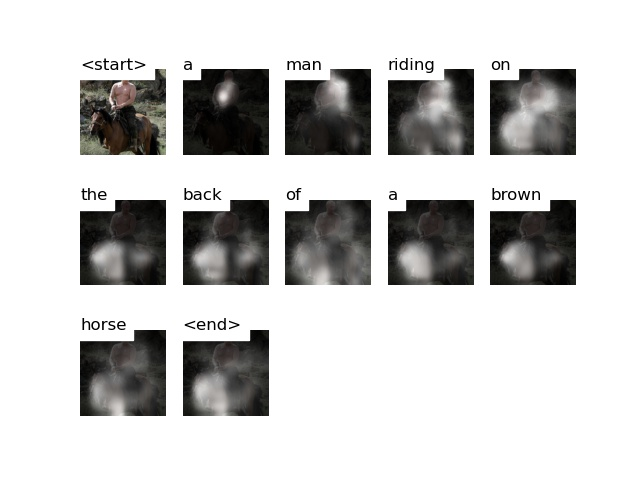 <start> a man riding on
the back of a brown
horse <end>